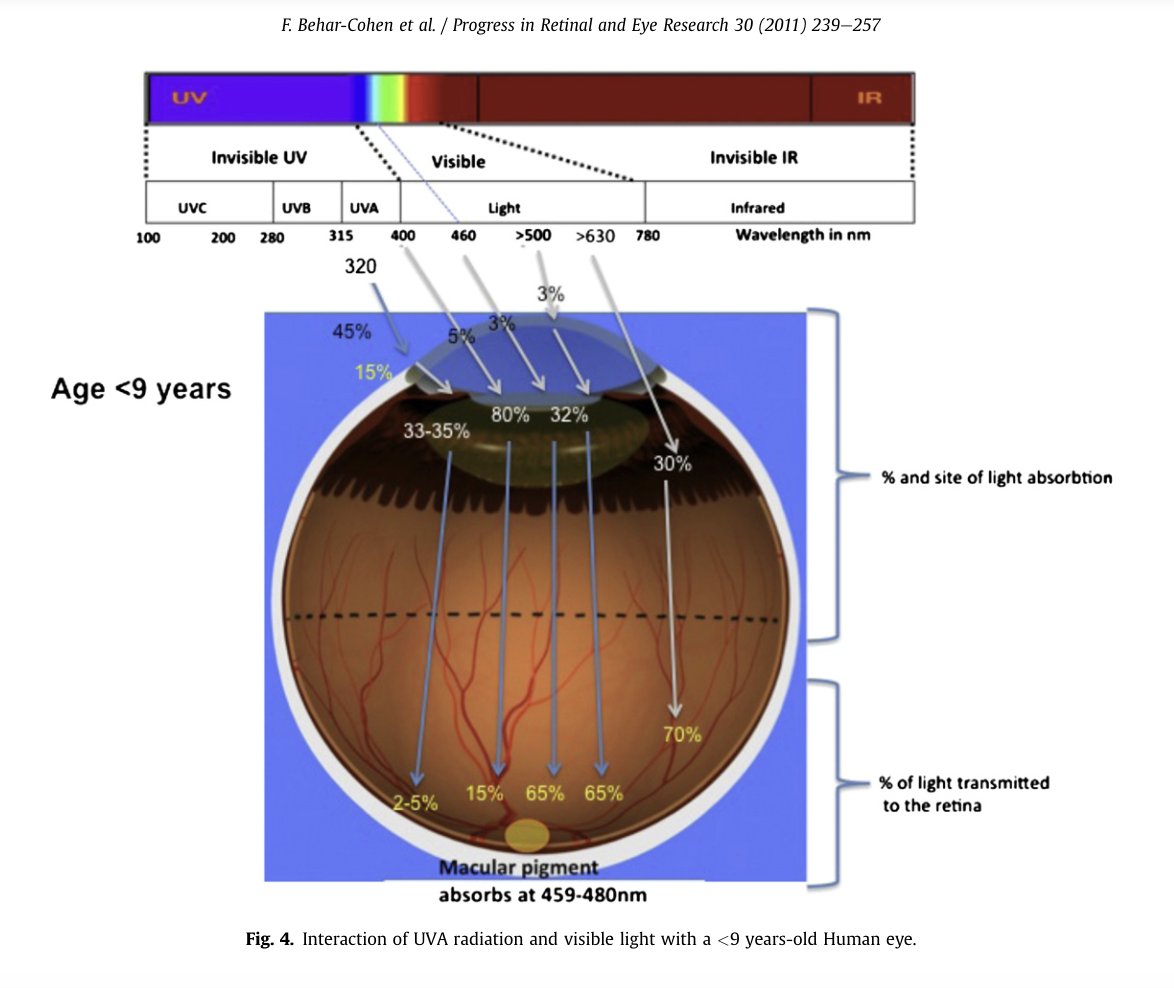 F. Behar-Cohen et al. / Progress in Retinal and Eye Research 30 (2011) 239–257
UV
IR
Invisible UV
Visible
Invisible IR
UVC
UVB
UVA
Light
Infrared
100
200
280
315
400
460
>500
>630
780
Wavelength in nm
320
3%
45%
5%
3%
15%
Age <9 years
80%
32%
33-35%
30%
% and site of light absorbtion
70%
2-5%
15%
65%
65%
% of light transmitted
to the retina
Macular pigment
absorbs at 459-480nm
Fig. 4. Interaction of UVA radiation and visible light with a <9 years-old Human eye.